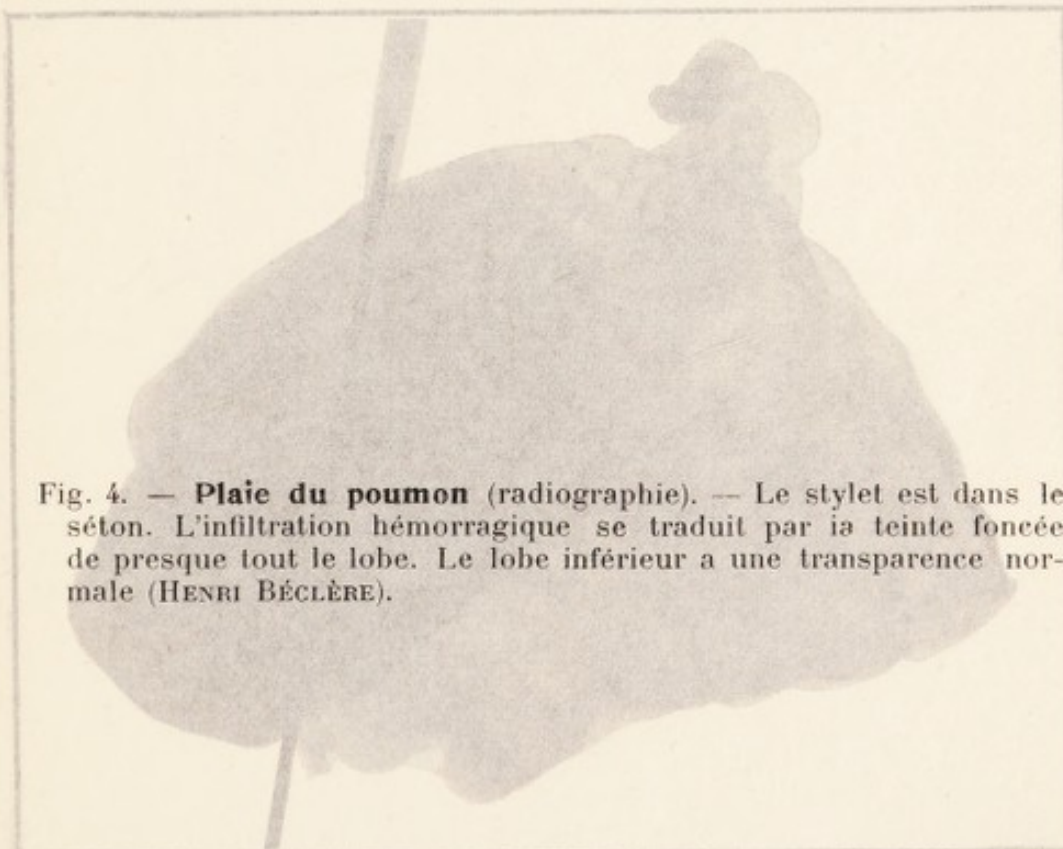 Fig. 4. — Plaie du poumon (radiographie). — Le stylet est dans le
séton. L'infiltration hémorragique se traduit par ia teinte foncée
de presque tout le lobe. Le lobe inférieur a une transparence nor-
male (HENRI BÉCLÈRE).